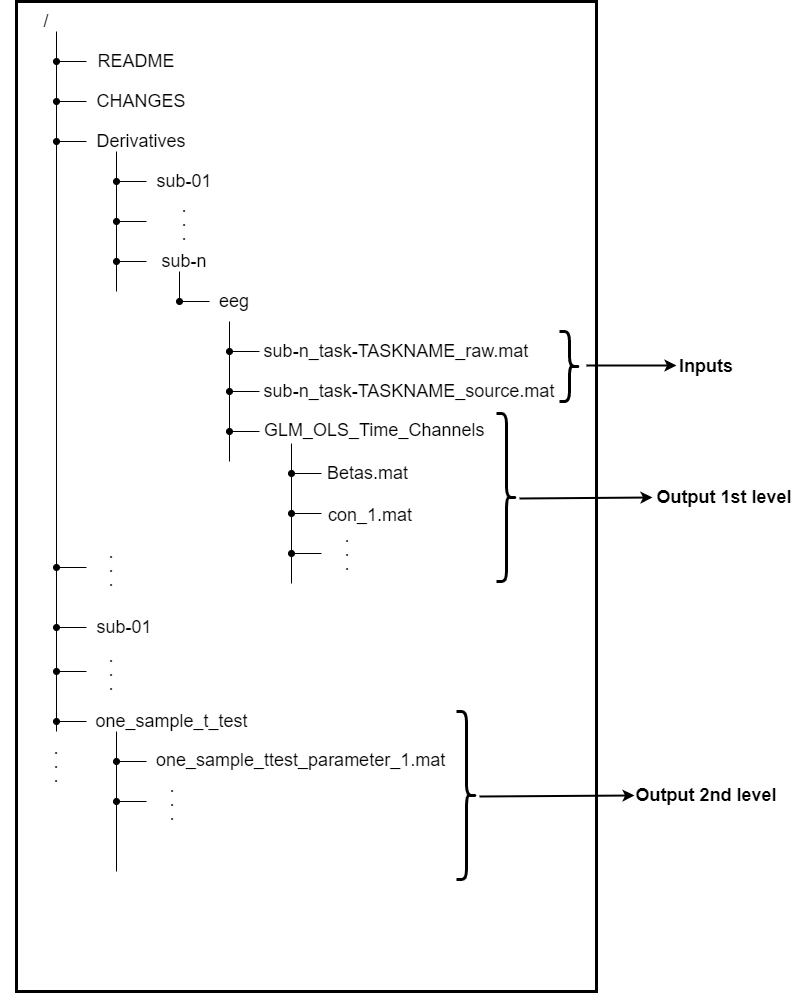 /
README
CHANGES
Derivatives
sub-01
sub-n
eeg
sub-n_task-TASKNAME_raw.mat
Inputs
sub-n_task-TASKNAME_source.mat
GLM_OLS_Time_Channels
Betas.mat
Output 1st level
con_1.mat
sub-01
one_sample_t_test
one_sample_ttest_parameter_1.mat
Output 2nd level